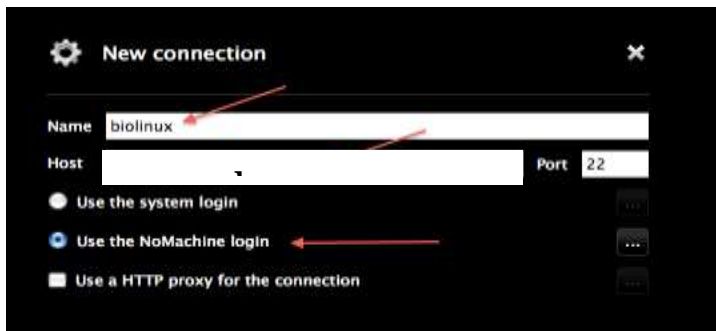 New connection
Name biolinux
Host Port 22
Use the system login
...
Use the NoMachine login
...
Use a HTTP proxy for the connection
...